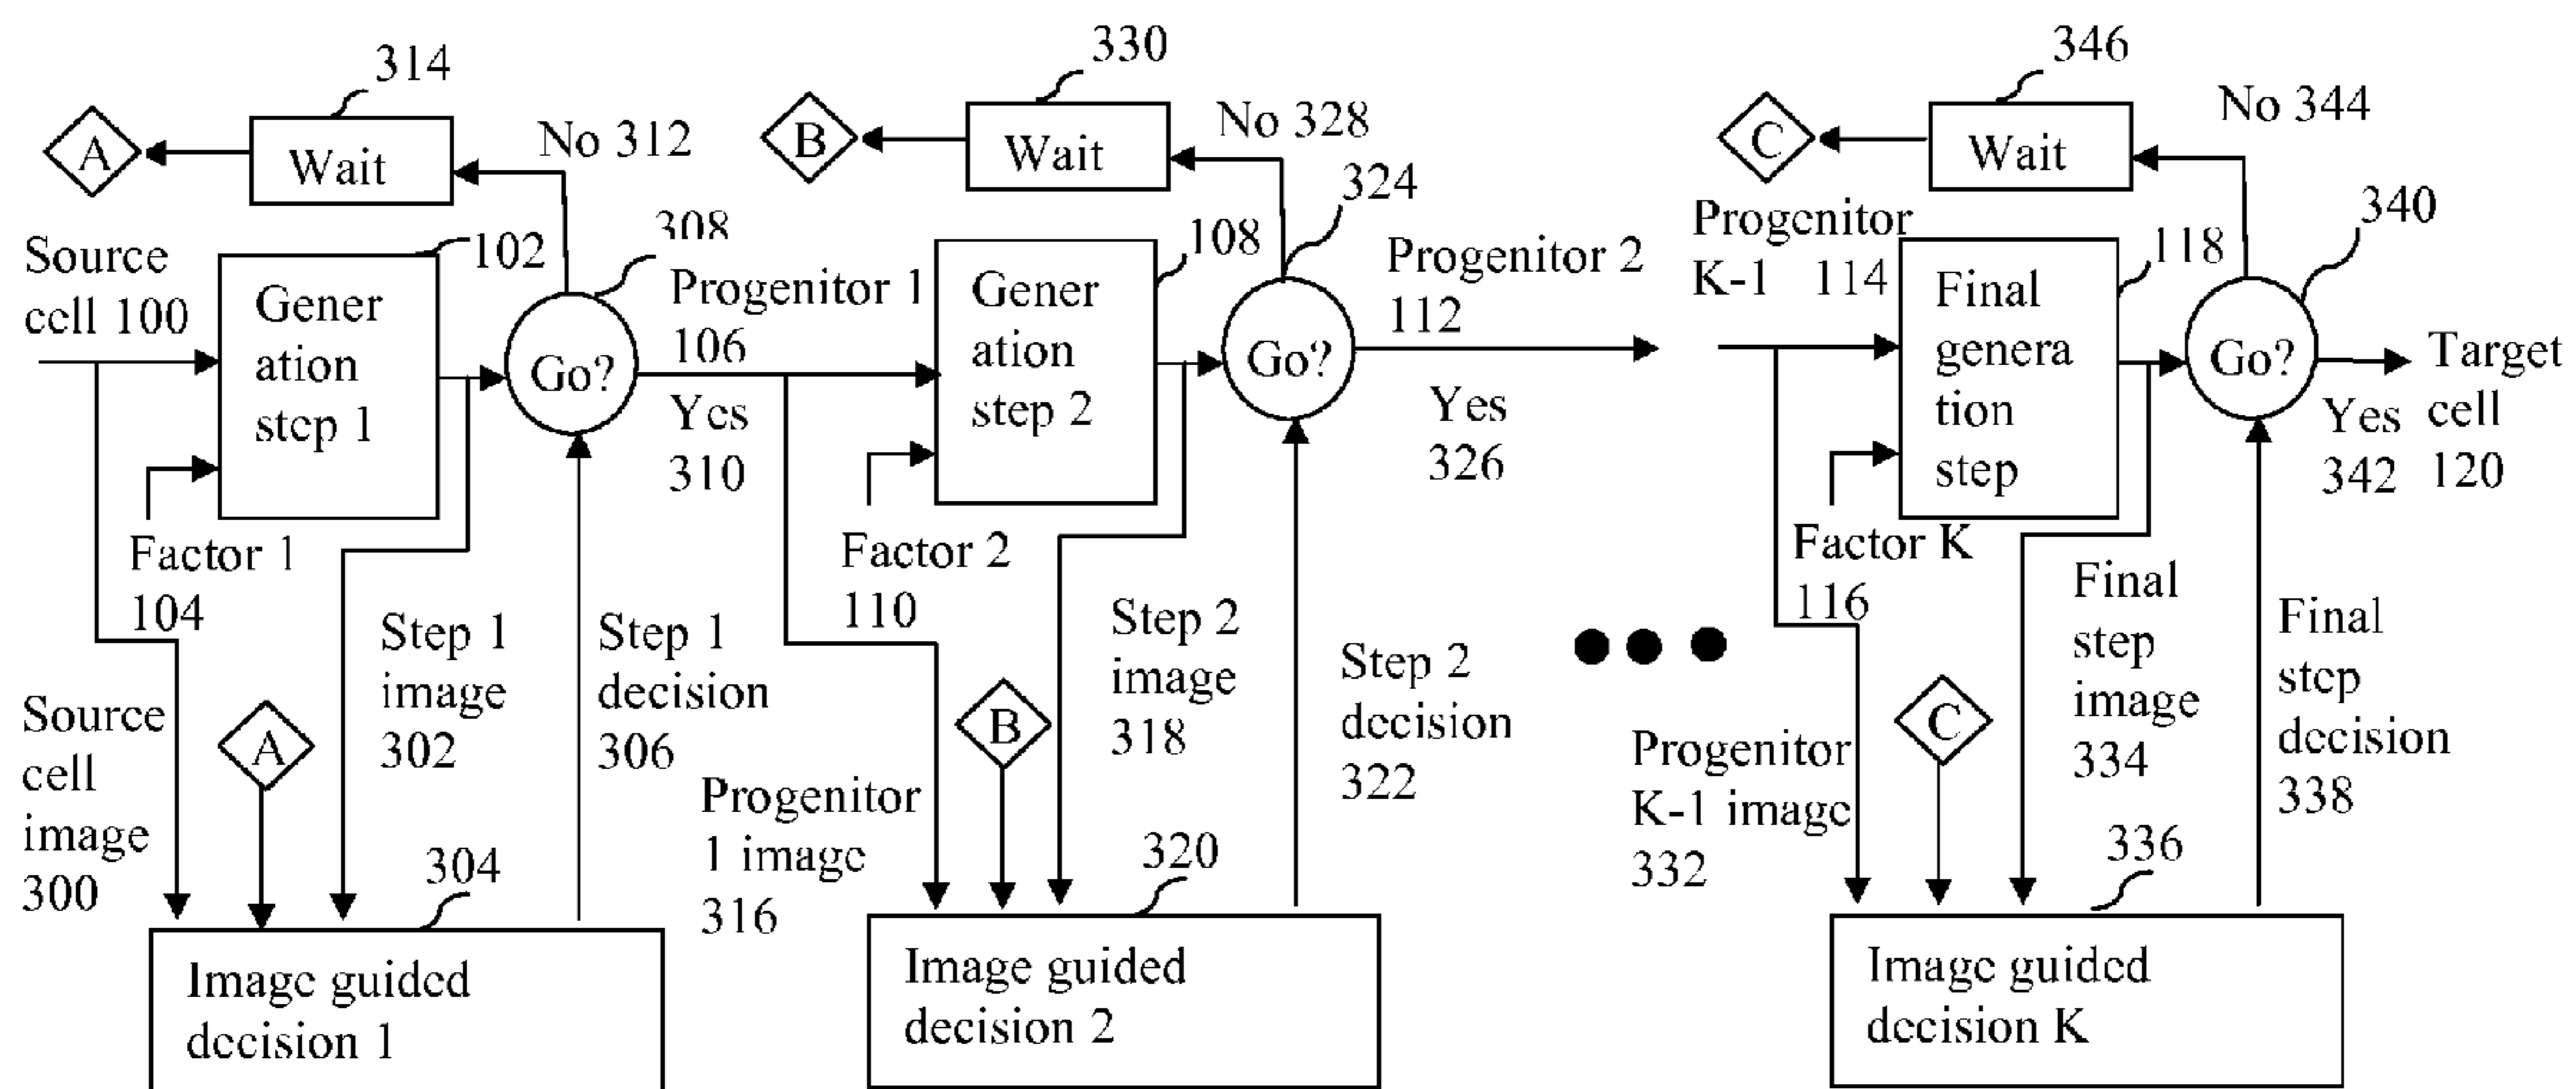 314
A
Wait
No 312
Source
cell 100
102
Gener
ation
step 1
308
Go?
Factor 1
104
Source
cell
image
300
A
Step 1
image
302
Step 1
decision
306
304
Image guided
decision 1
330
B
Wait
No 328
324
Progenitor 1
106
Yes
310
108
Gener
ation
step 2
Go?
Factor 2
110
Progenitor
1 image
316
B
Step 2
image
318
Step 2
decision
322
320
Image guided
decision 2
Progenitor 2
112
Yes
326
346
C
Wait
No 344
340
Progenitor
K-1 114
118
Final
genera
tion
step
Go?
Yes
342
Target
cell
120
Factor K
116
Progenitor
K-1 image
332
C
Final
step
image
334
Final
step
decision
338
336
Image guided
decision K